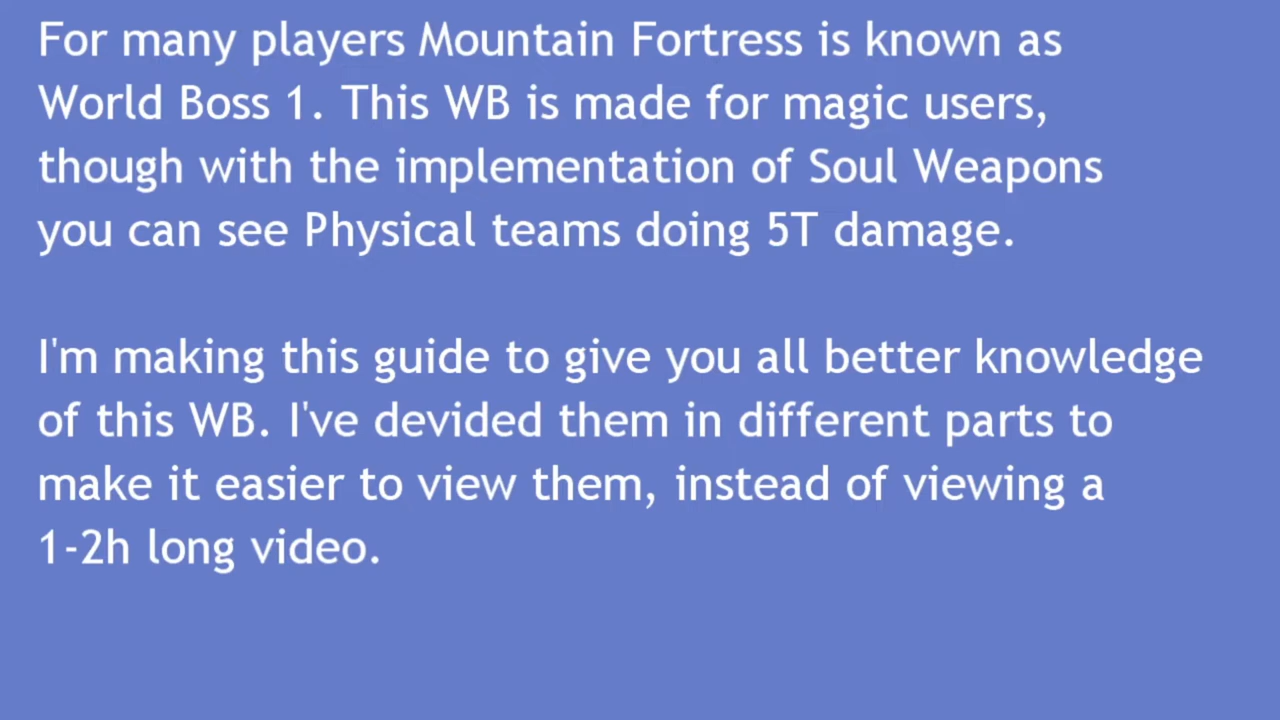 For many players Mountain Fortress is known as
World Boss 1. This WB is made for magic users,
though with the implementation of Soul Weapons
you can see Physical teams doing 5T damage.
I'm making this guide to give you all better knowledge
of this WB. I've devided them in different parts to
make it easier to view them, instead of viewing a
1-2h long video.